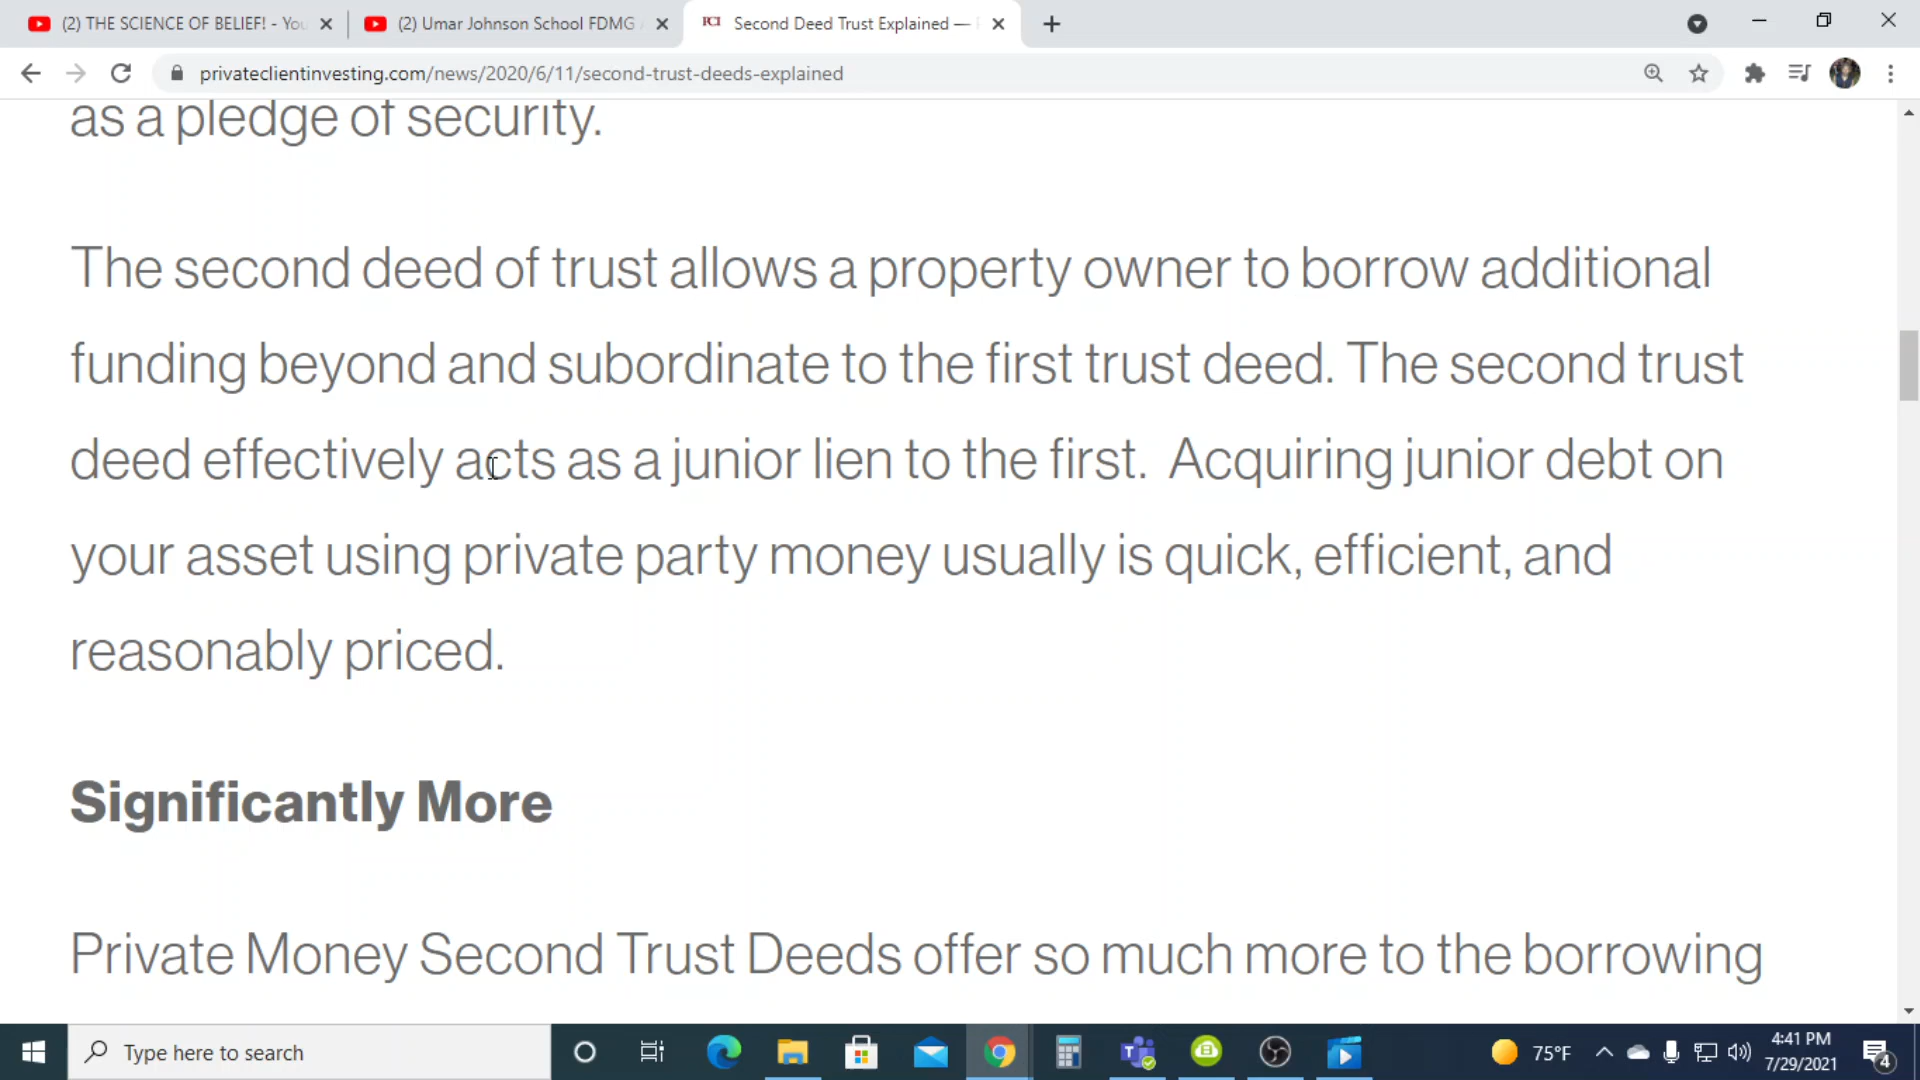 (2) THE SCIENCE OF BELIEF! - You
(2) Umar Johnson School FDMG
Second Deed Trust Explained —
privateclientinvesting.com/news/2020/6/11/second-trust-deeds-explained
as a pledge of security.
The second deed of trust allows a property owner to borrow additional
funding beyond and subordinate to the first trust deed. The second trust
deed effectively acts as a junior lien to the first.  Acquiring junior debt on
your asset using private party money usually is quick, efficient, and
reasonably priced.
Significantly More
Private Money Second Trust Deeds offer so much more to the borrowing
Type here to search
75°F
4:41 PM
7/29/2021
4